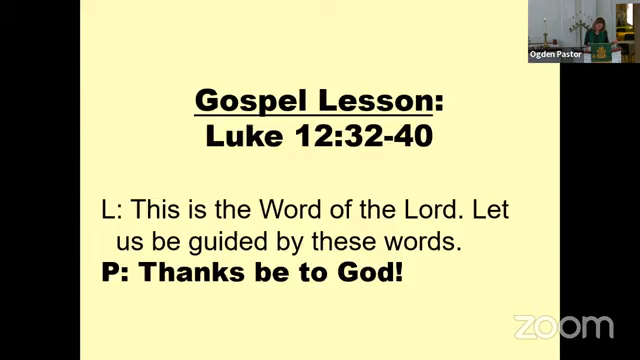 Ogden Pastor
Gospel Lesson:
Luke 12:32-40
L: This is the Word of the Lord. Let
us be guided by these words.
P: Thanks be to God!
zoom